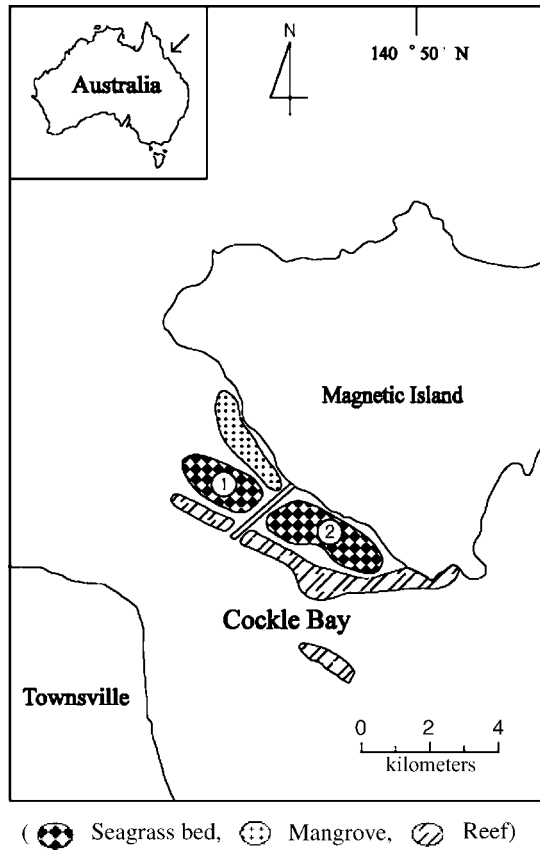 N
140 ° 50' N
Australia
Magnetic Island
1
2
Cockle Bay
Townsville
0 2 4
kilometers
( Seagrass bed, Mangrove, Reef)